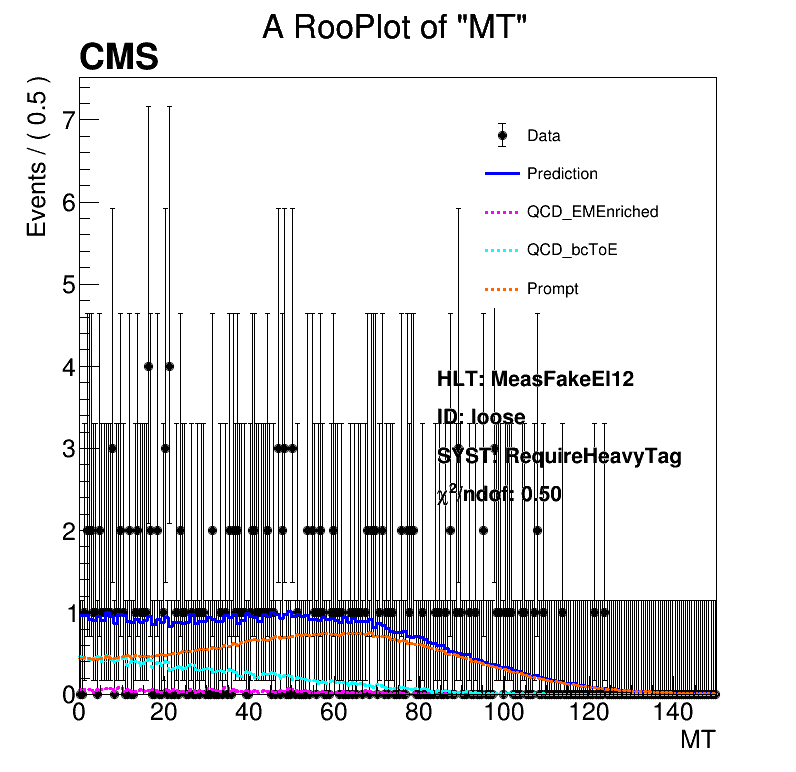 A RooPlot of "MT"
CMS
Events / ( 0.5 )
7
6
5
4
3
2
1
0
Data
Prediction
QCD_EMEnriched
QCD_bcToE
Prompt
HLT: MeasFakeEl12
ID: loose
SYST: RequireHeavyTag
χ²/ndof: 0.50
0 20 40 60 80 100 120 140
MT